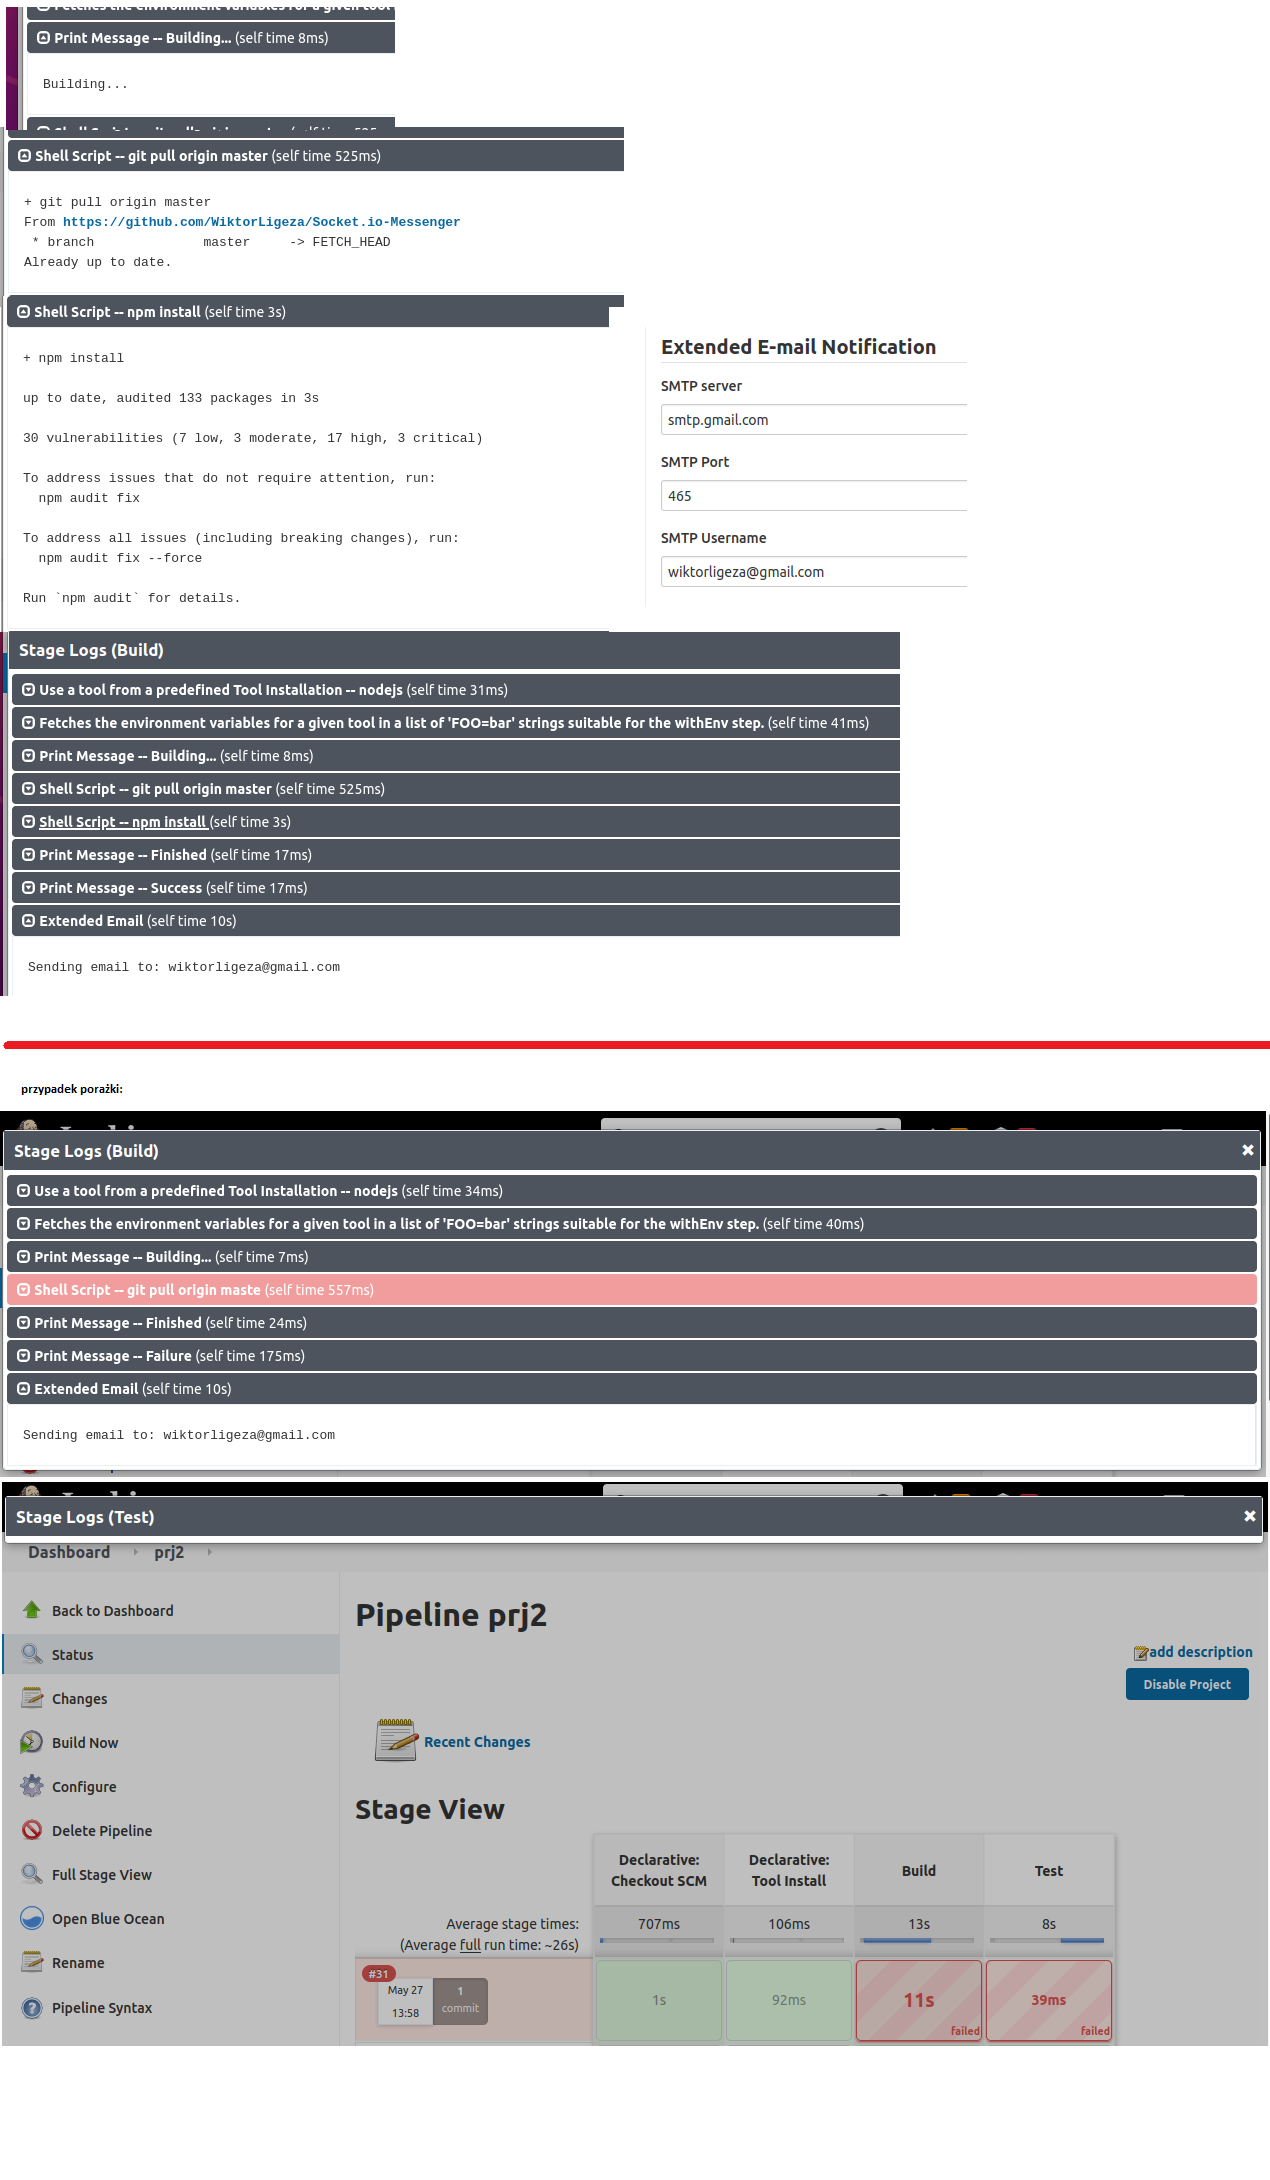 Fetches the environment variables for a given tool
Print Message -- Building... (self time 8ms)
Building...
Shell Script -- git pull origin master (self time 525ms)
+ git pull origin master
From https://github.com/WiktorLigeza/Socket.io-Messenger
* branch master -> FETCH_HEAD
Already up to date.
Shell Script -- npm install (self time 3s)
+ npm install
up to date, audited 133 packages in 3s
30 vulnerabilities (7 low, 3 moderate, 17 high, 3 critical)
To address issues that do not require attention, run:
npm audit fix
To address all issues (including breaking changes), run:
npm audit fix --force
Run `npm audit` for details.
Extended E-mail Notification
SMTP server
smtp.gmail.com
SMTP Port
465
SMTP Username
wiktorligeza@gmail.com
Stage Logs (Build)
Use a tool from a predefined Tool Installation -- nodejs (self time 31ms)
Fetches the environment variables for a given tool in a list of 'FOO=bar' strings suitable for the withEnv step. (self time 41ms)
Print Message -- Building... (self time 8ms)
Shell Script -- git pull origin master (self time 525ms)
Shell Script -- npm install (self time 3s)
Print Message -- Finished (self time 17ms)
Print Message -- Success (self time 17ms)
Extended Email (self time 10s)
Sending email to: wiktorligeza@gmail.com
przypadek porażki:
Stage Logs (Build)
Use a tool from a predefined Tool Installation -- nodejs (self time 34ms)
Fetches the environment variables for a given tool in a list of 'FOO=bar' strings suitable for the withEnv step. (self time 40ms)
Print Message -- Building... (self time 7ms)
Shell Script -- git pull origin maste (self time 557ms)
Print Message -- Finished (self time 24ms)
Print Message -- Failure (self time 175ms)
Extended Email (self time 10s)
Sending email to: wiktorligeza@gmail.com
Stage Logs (Test)
Dashboard prj2
Back to Dashboard
Status
Changes
Build Now
Configure
Delete Pipeline
Full Stage View
Open Blue Ocean
Rename
Pipeline Syntax
Pipeline prj2
add description
Disable Project
Recent Changes
Stage View
Declarative: Checkout SCM
Declarative: Tool Install
Build
Test
Average stage times:
(Average full run time: ~26s)
707ms
106ms
13s
8s
#31
May 27
13:58
1
commit
1s
92ms
11s
failed
39ms
failed